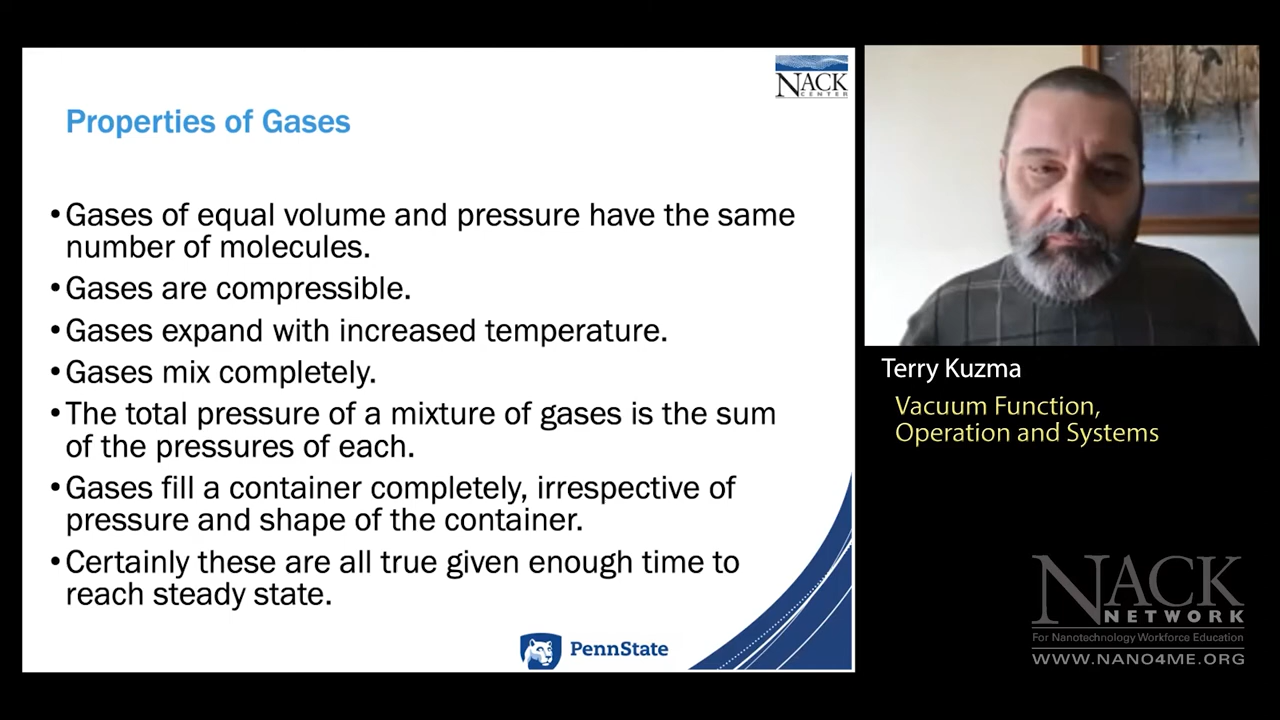 NACK
CENTER
Properties of Gases
•Gases of equal volume and pressure have the same
number of molecules.
•Gases are compressible.
•Gases expand with increased temperature.
•Gases mix completely.
•The total pressure of a mixture of gases is the sum
of the pressures of each.
•Gases fill a container completely, irrespective of
pressure and shape of the container.
•Certainly these are all true given enough time to
reach steady state.
PennState
Terry Kuzma
Vacuum Function,
Operation and Systems
NACK
NETWORK
For Nanotechnology Workforce Education
WWW.NANO4ME.ORG